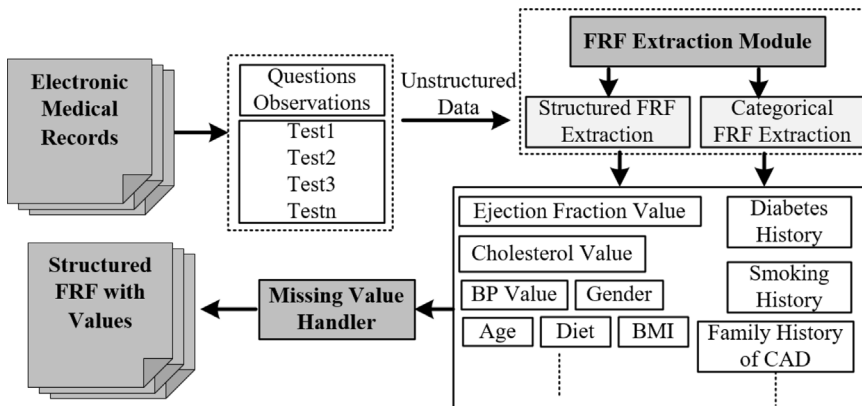 Electronic
Medical
Records
Questions
Observations
Test1
Test2
Test3
Testn
Unstructured
Data
FRF Extraction Module
Structured FRF
Extraction
Categorical
FRF Extraction
Ejection Fraction Value
Cholesterol Value
BP Value
Gender
Age
Diet
BMI
Diabetes
History
Smoking
History
Family History
of CAD
Missing Value
Handler
Structured
FRF with
Values